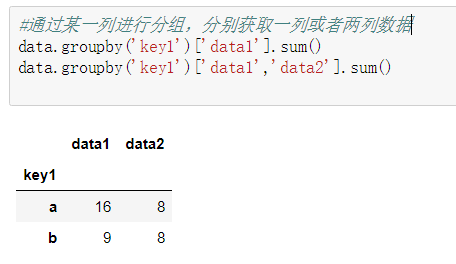 #通过某一列进行分组，分别获取一列或者两列数据
data.groupby('key1')['data1'].sum()
data.groupby('key1')['data1','data2'].sum()
data1 data2
key1
a 16 8
b 9 8